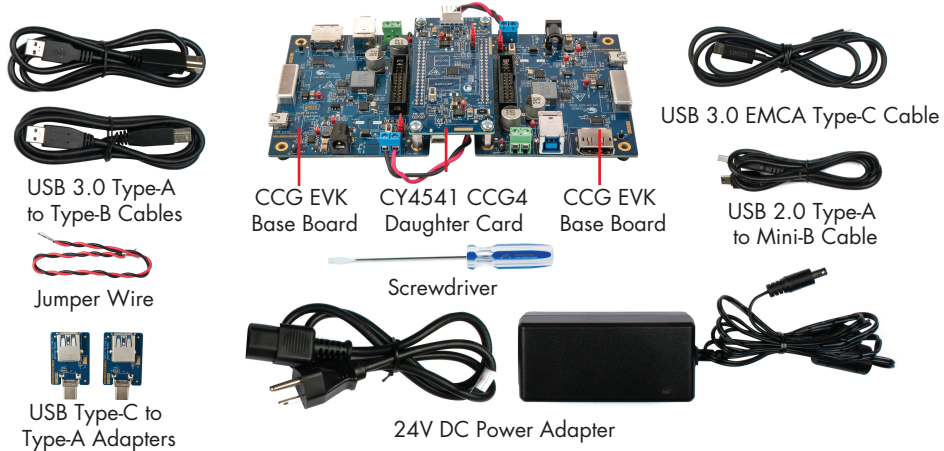 USB 3.0 EMCA Type-C Cable
CCG EVK
Base Board
CY4541 CCG4
Daughter Card
CCG EVK
Base Board
USB 3.0 Type-A
to Type-B Cables
USB 2.0 Type-A
to Mini-B Cable
Jumper Wire
Screwdriver
USB Type-C to
Type-A Adapters
24V DC Power Adapter